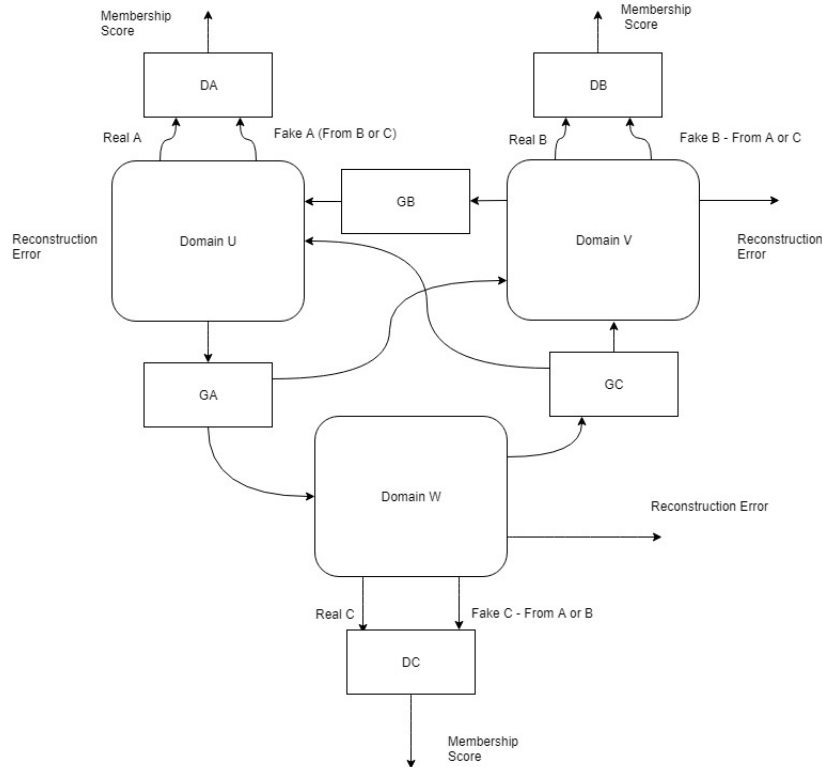 Membership
Score
Membership
Score
DA
DB
Real A
Fake A (From B or C)
Real B
Fake B - From A or C
GB
Reconstruction
Error
Domain U
Domain V
Reconstruction
Error
GA
GC
Domain W
Reconstruction Error
Real C
Fake C - From A or B
DC
Membership
Score